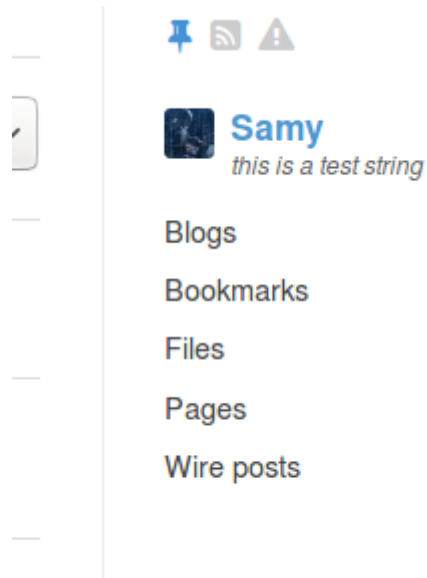 Samy
this is a test string
Blogs
Bookmarks
Files
Pages
Wire posts